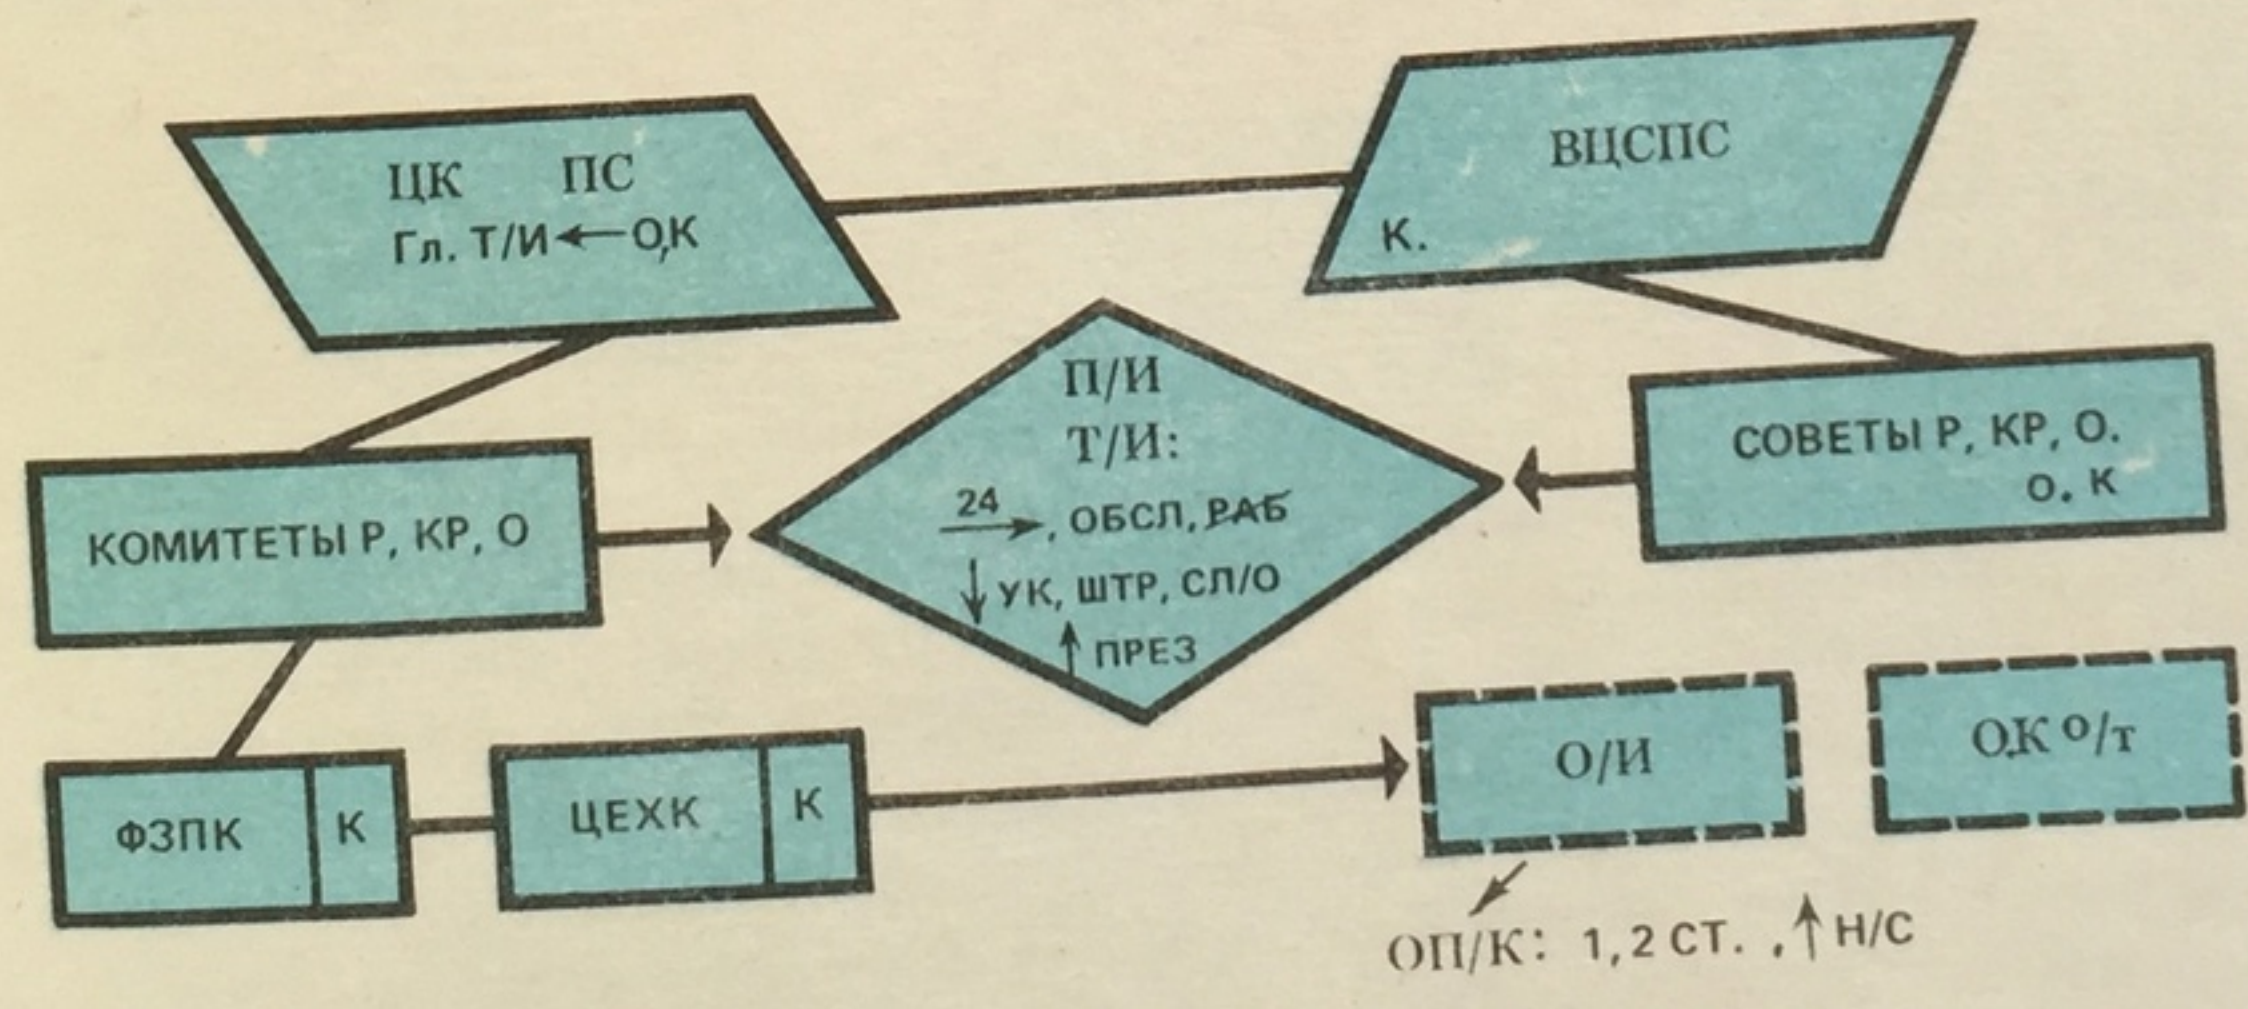 ЦК ПС
Гл. Т/И ← О,К
ВЦСПС
К.
П/И
Т/И:
24
→, ОБСЛ, РАБ
↓ УК, ШТР, СЛ/О
↑ ПРЕЗ
КОМИТЕТЫ Р, КР, О
СОВЕТЫ Р, КР, О.
О. К
ФЗПК К
ЦЕХК К
О/И
О,К о/т
ОП/К: 1,2 СТ. , ↑ Н/С